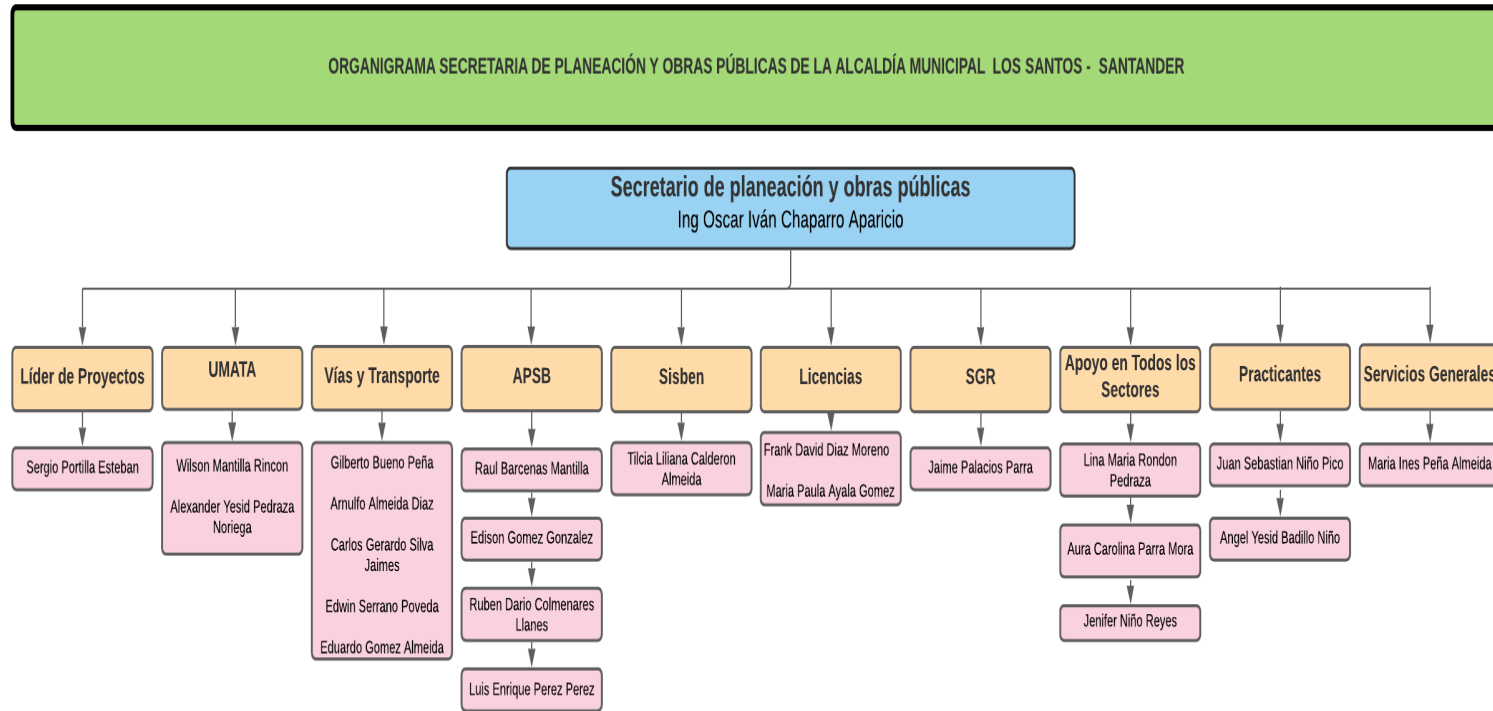 ORGANIGRAMA SECRETARIA DE PLANEACIÓN Y OBRAS PÚBLICAS DE LA ALCALDÍA MUNICIPAL LOS SANTOS - SANTANDER
Secretario de planeación y obras públicas
Ing Oscar Iván Chaparro Aparicio
Líder de Proyectos
Sergio Portilla Esteban
UMATA
Wilson Mantilla Rincon
Alexander Yesid Pedraza
Noriega
Vías y Transporte
Gilberto Bueno Peña
Arnulfo Almeida Diaz
Carlos Gerardo Silva
Jaimes
Edwin Serrano Poveda
Eduardo Gomez Almeida
APSB
Raul Barcenas Mantilla
Edison Gomez Gonzalez
Ruben Dario Colmenares
Llanes
Luis Enrique Perez Perez
Sisben
Tilcia Liliana Calderon
Almeida
Licencias
Frank David Diaz Moreno
Maria Paula Ayala Gomez
SGR
Jaime Palacios Parra
Apoyo en Todos los
Sectores
Lina Maria Rondon
Pedraza
Aura Carolina Parra Mora
Jenifer Niño Reyes
Practicantes
Juan Sebastian Niño Pico
Angel Yesid Badillo Niño
Servicios Generales
Maria Ines Peña Almeida